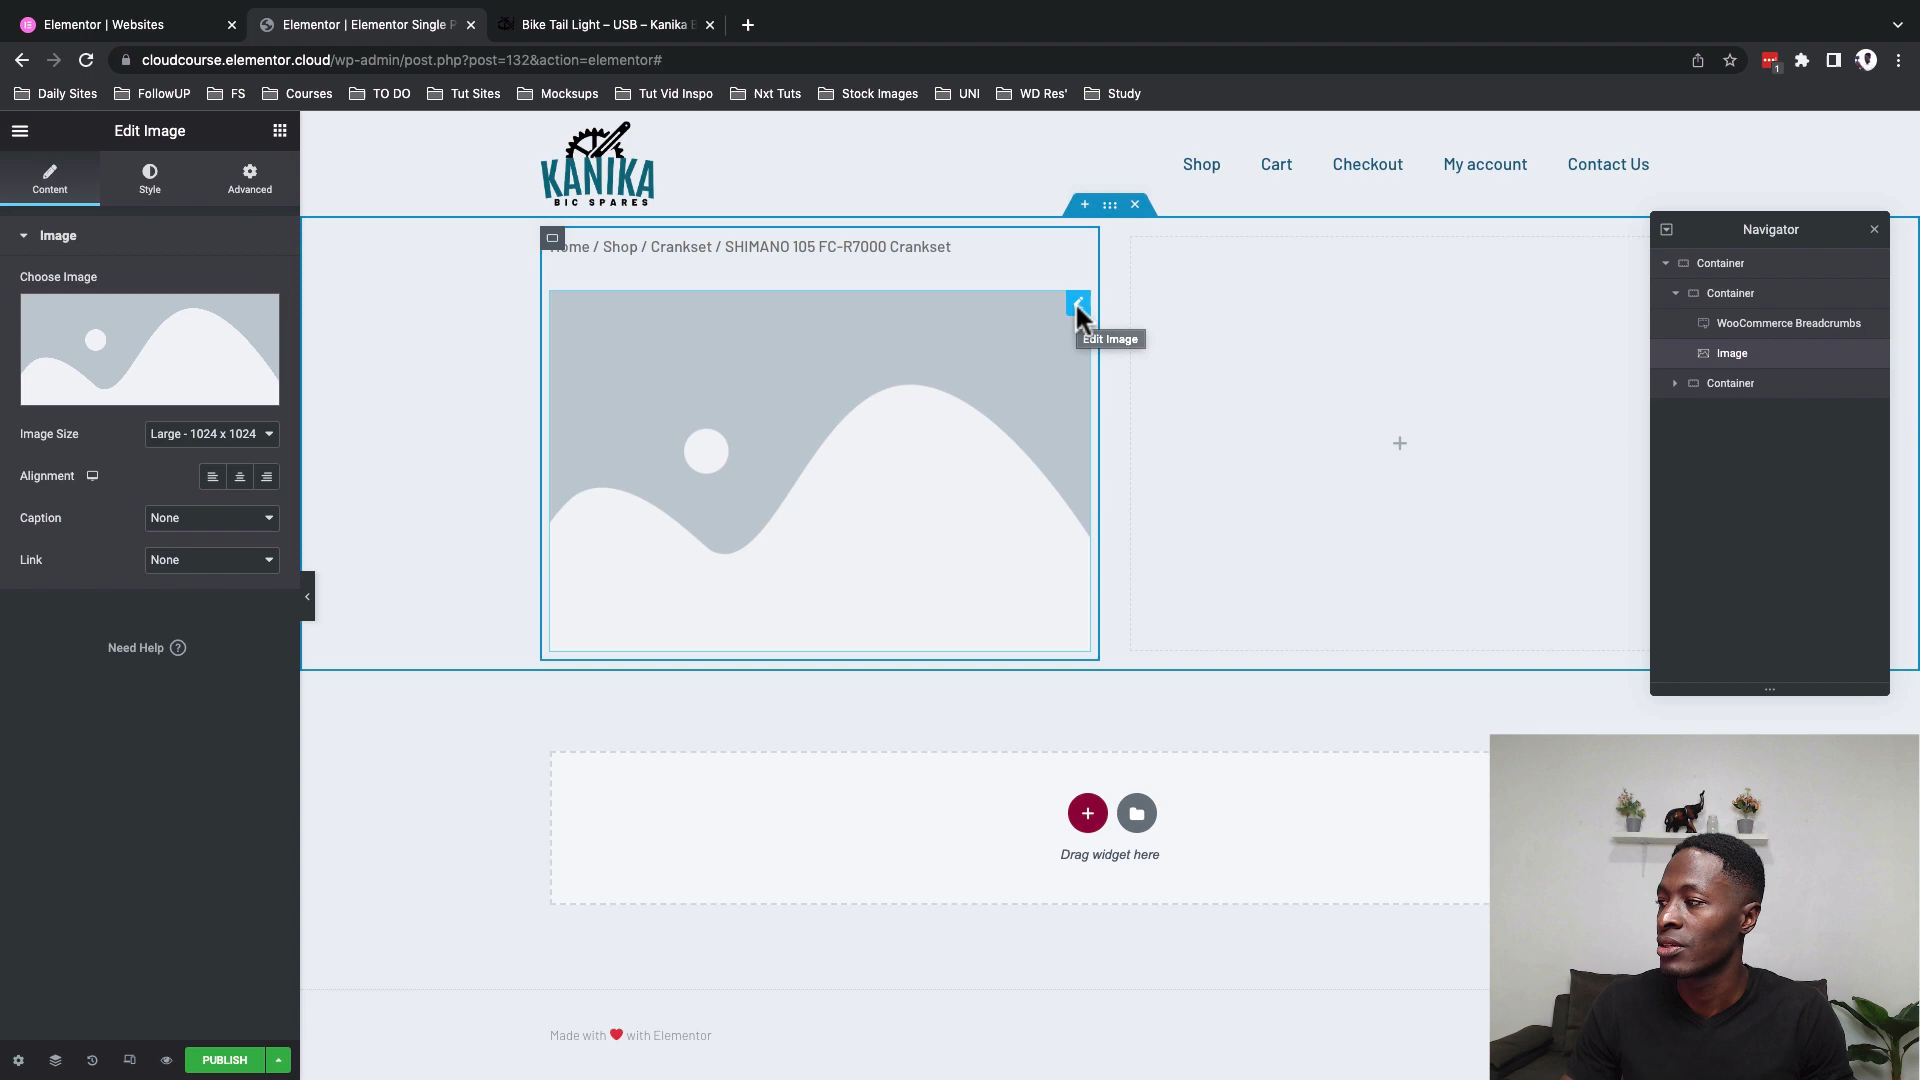 Elementor | Websites
Elementor | Elementor Single P
Bike Tail Light – USB – Kanika B
cloudcourse.elementor.cloud/wp-admin/post.php?post=132&action=elementor#
1
Daily Sites
FollowUP
FS
Courses
TO DO
Tut Sites
Mocksups
Tut Vid Inspo
Nxt Tuts
Stock Images
UNI
WD Res'
Study
Edit Image
Content
Style
Advanced
Image
Choose Image
Image Size
Large - 1024 x 1024
Alignment
Caption
None
Link
None
Need Help ?
PUBLISH
KANIKA
BIC SPARES
Shop
Cart
Checkout
My account
Contact Us
ome / Shop / Crankset / SHIMANO 105 FC-R7000 Crankset
Edit Image
Navigator
Container
Container
WooCommerce Breadcrumbs
Image
Container
Drag widget here
Made with ❤ with Elementor